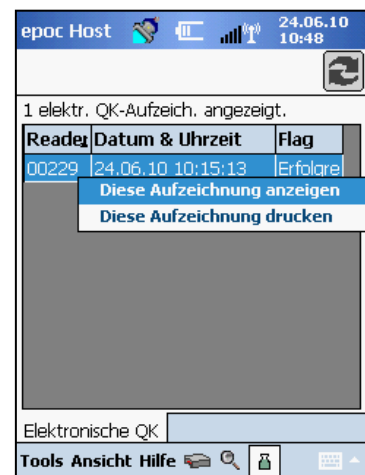 epoc Host 24.06.10
10:48
1 elektr. QK-Aufzeich. angezeigt.
Reader Datum & Uhrzeit Flag
00229 24.06.10 10:15:13 Erfolgre
Diese Aufzeichnung anzeigen
Diese Aufzeichnung drucken
Elektronische QK
Tools Ansicht Hilfe